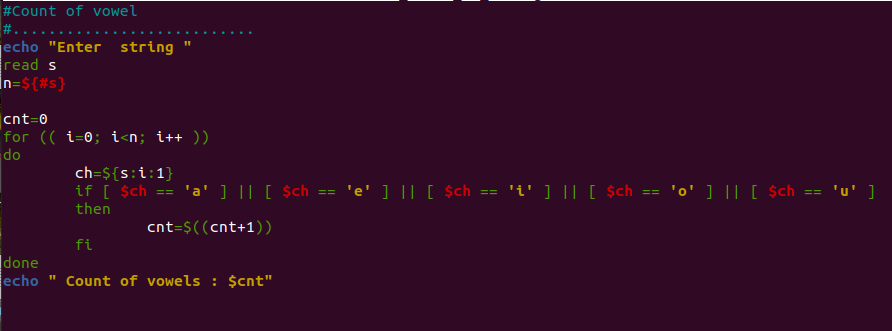 #Count of vowel
#...........................
echo "Enter  string "
read s
n=${#s}

cnt=0
for (( i=0; i<n; i++ ))
do
        ch=${s:i:1}
        if [ $ch == 'a' ] || [ $ch == 'e' ] || [ $ch == 'i' ] || [ $ch == 'o' ] || [ $ch == 'u' ]
        then
                cnt=$((cnt+1))
        fi
done
echo " Count of vowels : $cnt"